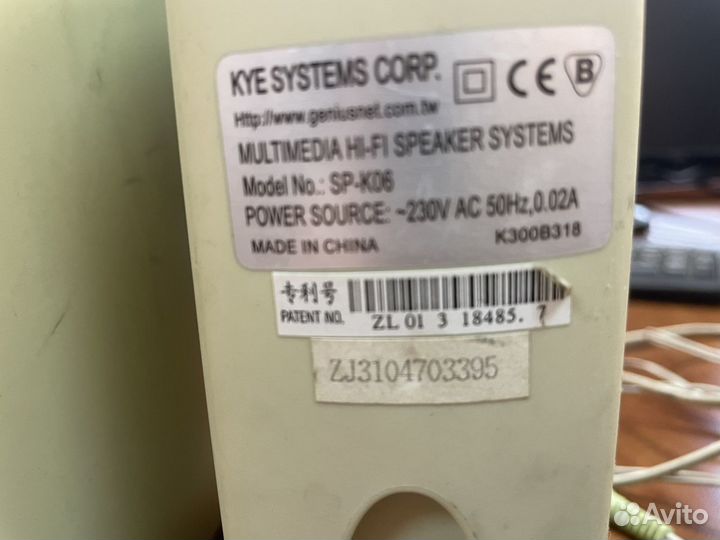 KYE SYSTEMS CORP. CE B
Http://www.geniusnet.com.tw
MULTIMEDIA HI-FI SPEAKER SYSTEMS
Model No.: SP-K06
POWER SOURCE: ~230V AC 50Hz,0.02A
MADE IN CHINA K300B318
专利号
PATENT NO. ZL 01 3 18485. 7
ZJ3104703395
Avito